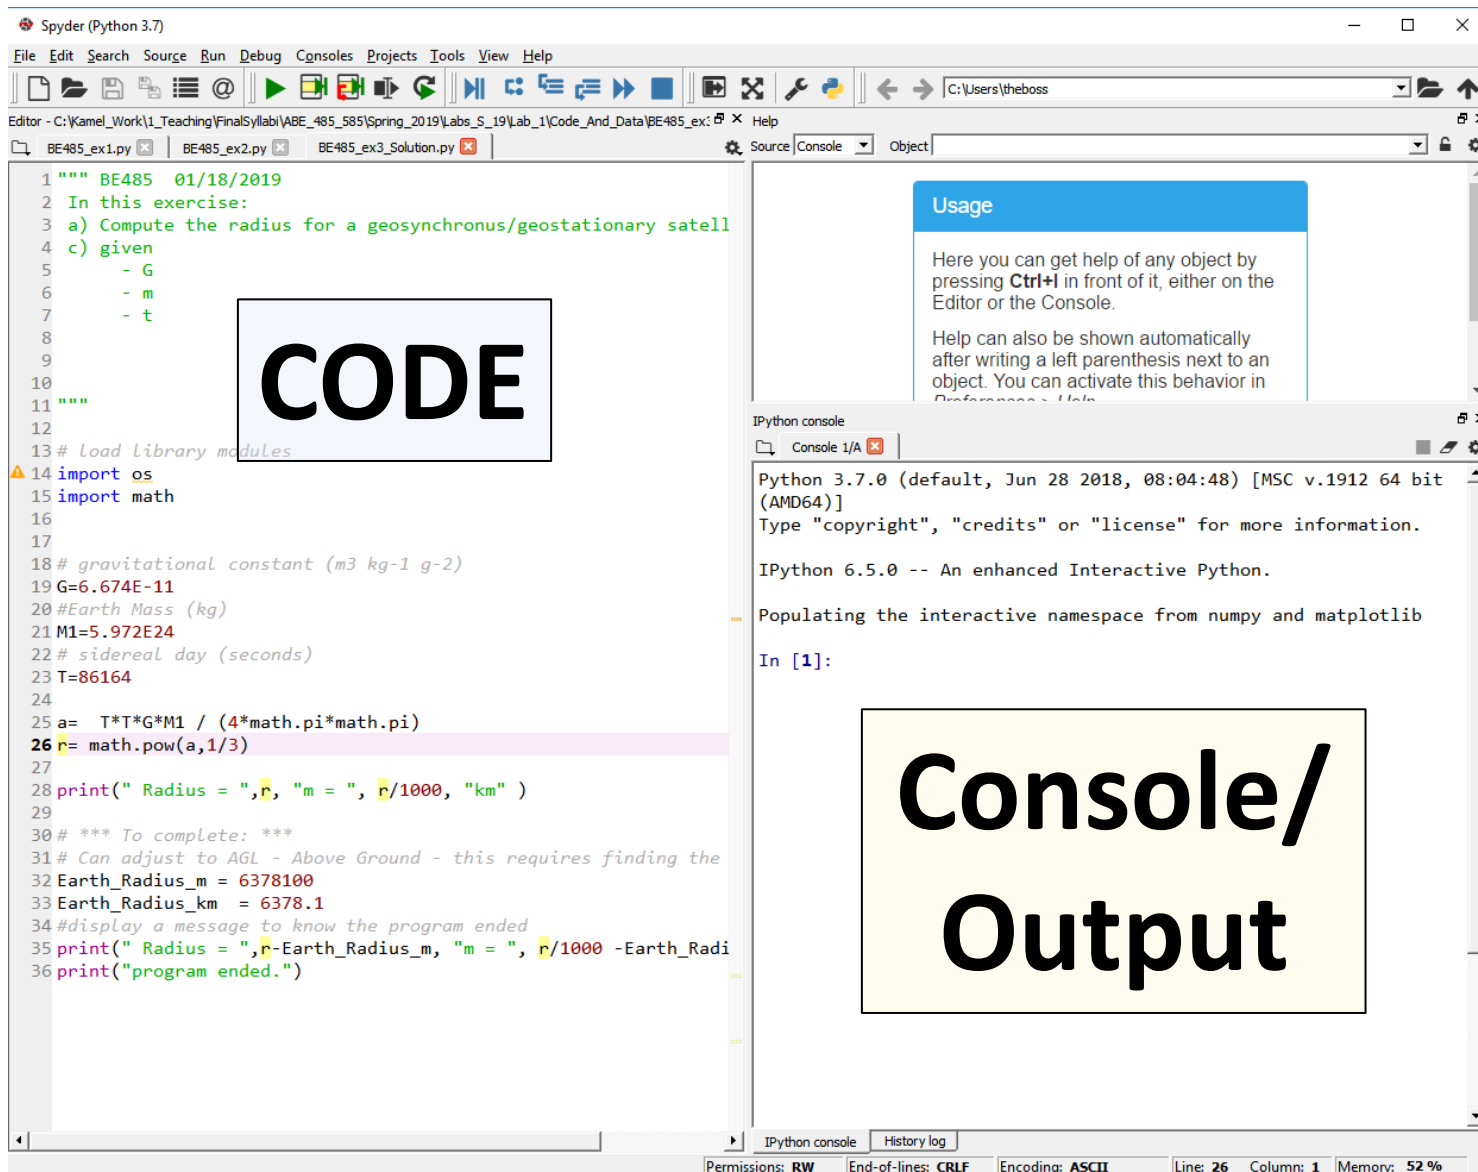 Spyder (Python 3.7)
File Edit Search Source Run Debug Consoles Projects Tools View Help
C:\Users\theboss
Editor - C:\Kamel_Work\1_Teaching\FinalSyllabi\ABE_485_585\Spring_2019\Labs_S_19\Lab_1\Code_And_Data\BE485_ex3
BE485_ex1.py BE485_ex2.py BE485_ex3_Solution.py
1 """ BE485  01/18/2019
2 In this exercise:
3 a) Compute the radius for a geosynchronus/geostationary satell
4 c) given
5 - G
6 - m
7 - t
8
9
10
11 """
12
13 # load library modules
14 import os
15 import math
16
17
18 # gravitational constant (m3 kg-1 g-2)
19 G=6.674E-11
20 #Earth Mass (kg)
21 M1=5.972E24
22 # sidereal day (seconds)
23 T=86164
24
25 a=  T*T*G*M1 / (4*math.pi*math.pi)
26 r= math.pow(a,1/3)
27
28 print(" Radius = ",r, "m = ", r/1000, "km" )
29
30 # *** To complete: ***
31 # Can adjust to AGL - Above Ground - this requires finding the
32 Earth_Radius_m = 6378100
33 Earth_Radius_km  = 6378.1
34 #display a message to know the program ended
35 print(" Radius = ",r-Earth_Radius_m, "m = ", r/1000 -Earth_Radi
36 print("program ended.")
CODE
Help
Source Console Object
Usage
Here you can get help of any object by
pressing Ctrl+I in front of it, either on the
Editor or the Console.
Help can also be shown automatically
after writing a left parenthesis next to an
object. You can activate this behavior in
Preferences > Help.
IPython console
Console 1/A
Python 3.7.0 (default, Jun 28 2018, 08:04:48) [MSC v.1912 64 bit
(AMD64)]
Type "copyright", "credits" or "license" for more information.
IPython 6.5.0 -- An enhanced Interactive Python.
Populating the interactive namespace from numpy and matplotlib
In [1]:
Console/
Output
IPython console History log
Permissions: RW End-of-lines: CRLF Encoding: ASCII Line: 26 Column: 1 Memory: 52 %